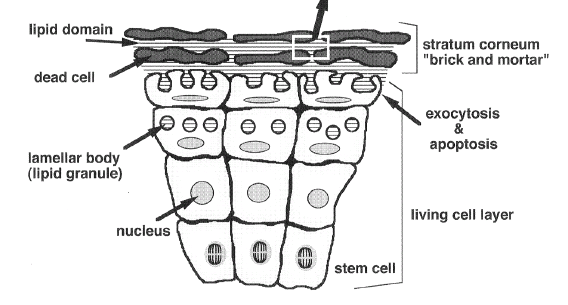 lipid domain
stratum corneum
"brick and mortar"
dead cell
exocytosis
&
apoptosis
lamellar body
(lipid granule)
living cell layer
nucleus
stem cell